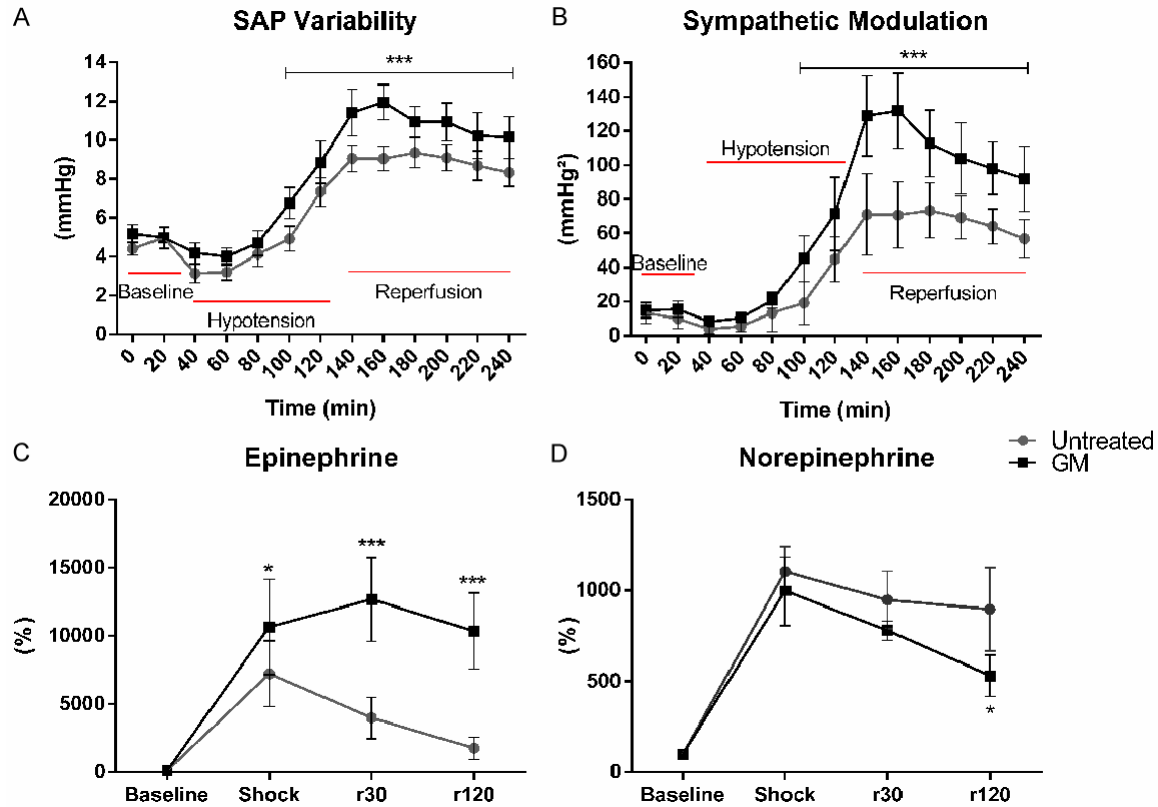 A
SAP Variability
14
12
10
8
6
4
2
0
(mmHg)
***
Baseline
Hypotension
Reperfusion
0 20 40 60 80 100 120 140 160 180 200 220 240
Time (min)
B
Sympathetic Modulation
160
140
120
100
80
60
40
20
0
(mmHg²)
***
Hypotension
Baseline
Reperfusion
0 20 40 60 80 100 120 140 160 180 200 220 240
Time (min)
C
Epinephrine
20000
15000
10000
5000
0
(%)
*
***
***
Baseline Shock r30 r120
D
Norepinephrine
Untreated
GM
1500
1000
500
0
(%)
*
Baseline Shock r30 r120